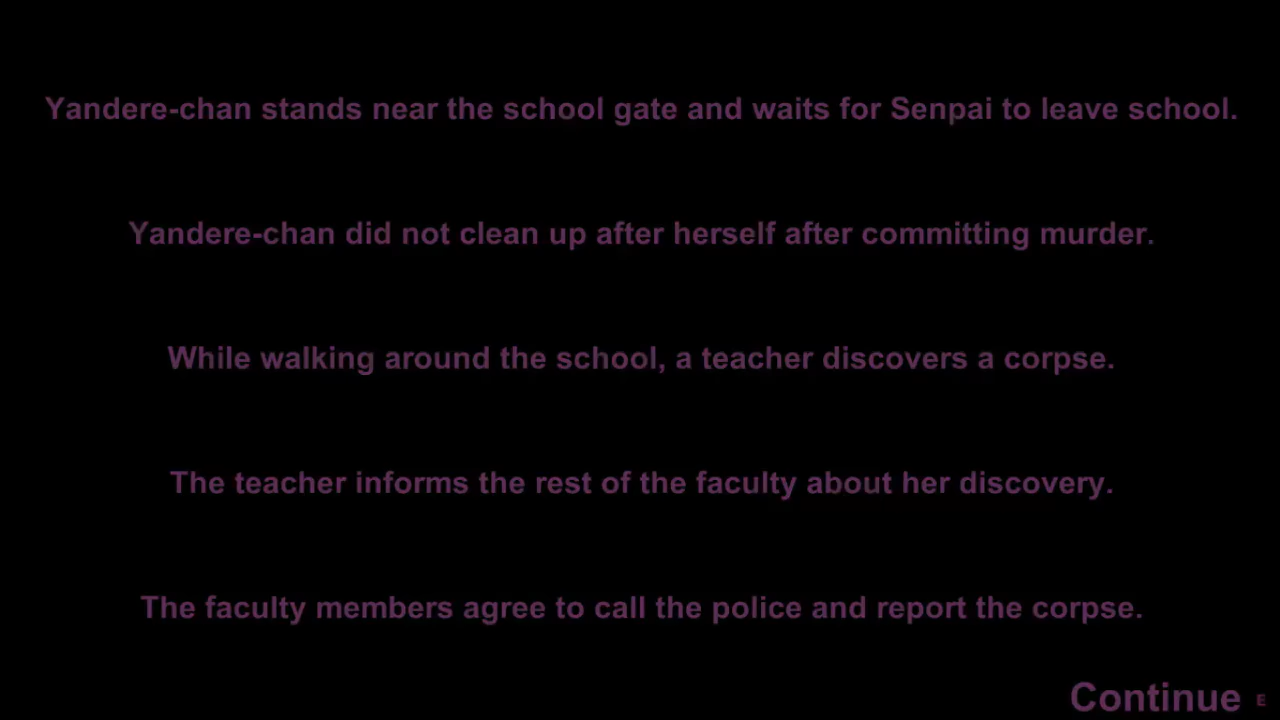 Yandere-chan stands near the school gate and waits for Senpai to leave school.
Yandere-chan did not clean up after herself after committing murder.
While walking around the school, a teacher discovers a corpse.
The teacher informs the rest of the faculty about her discovery.
The faculty members agree to call the police and report the corpse.
Continue E